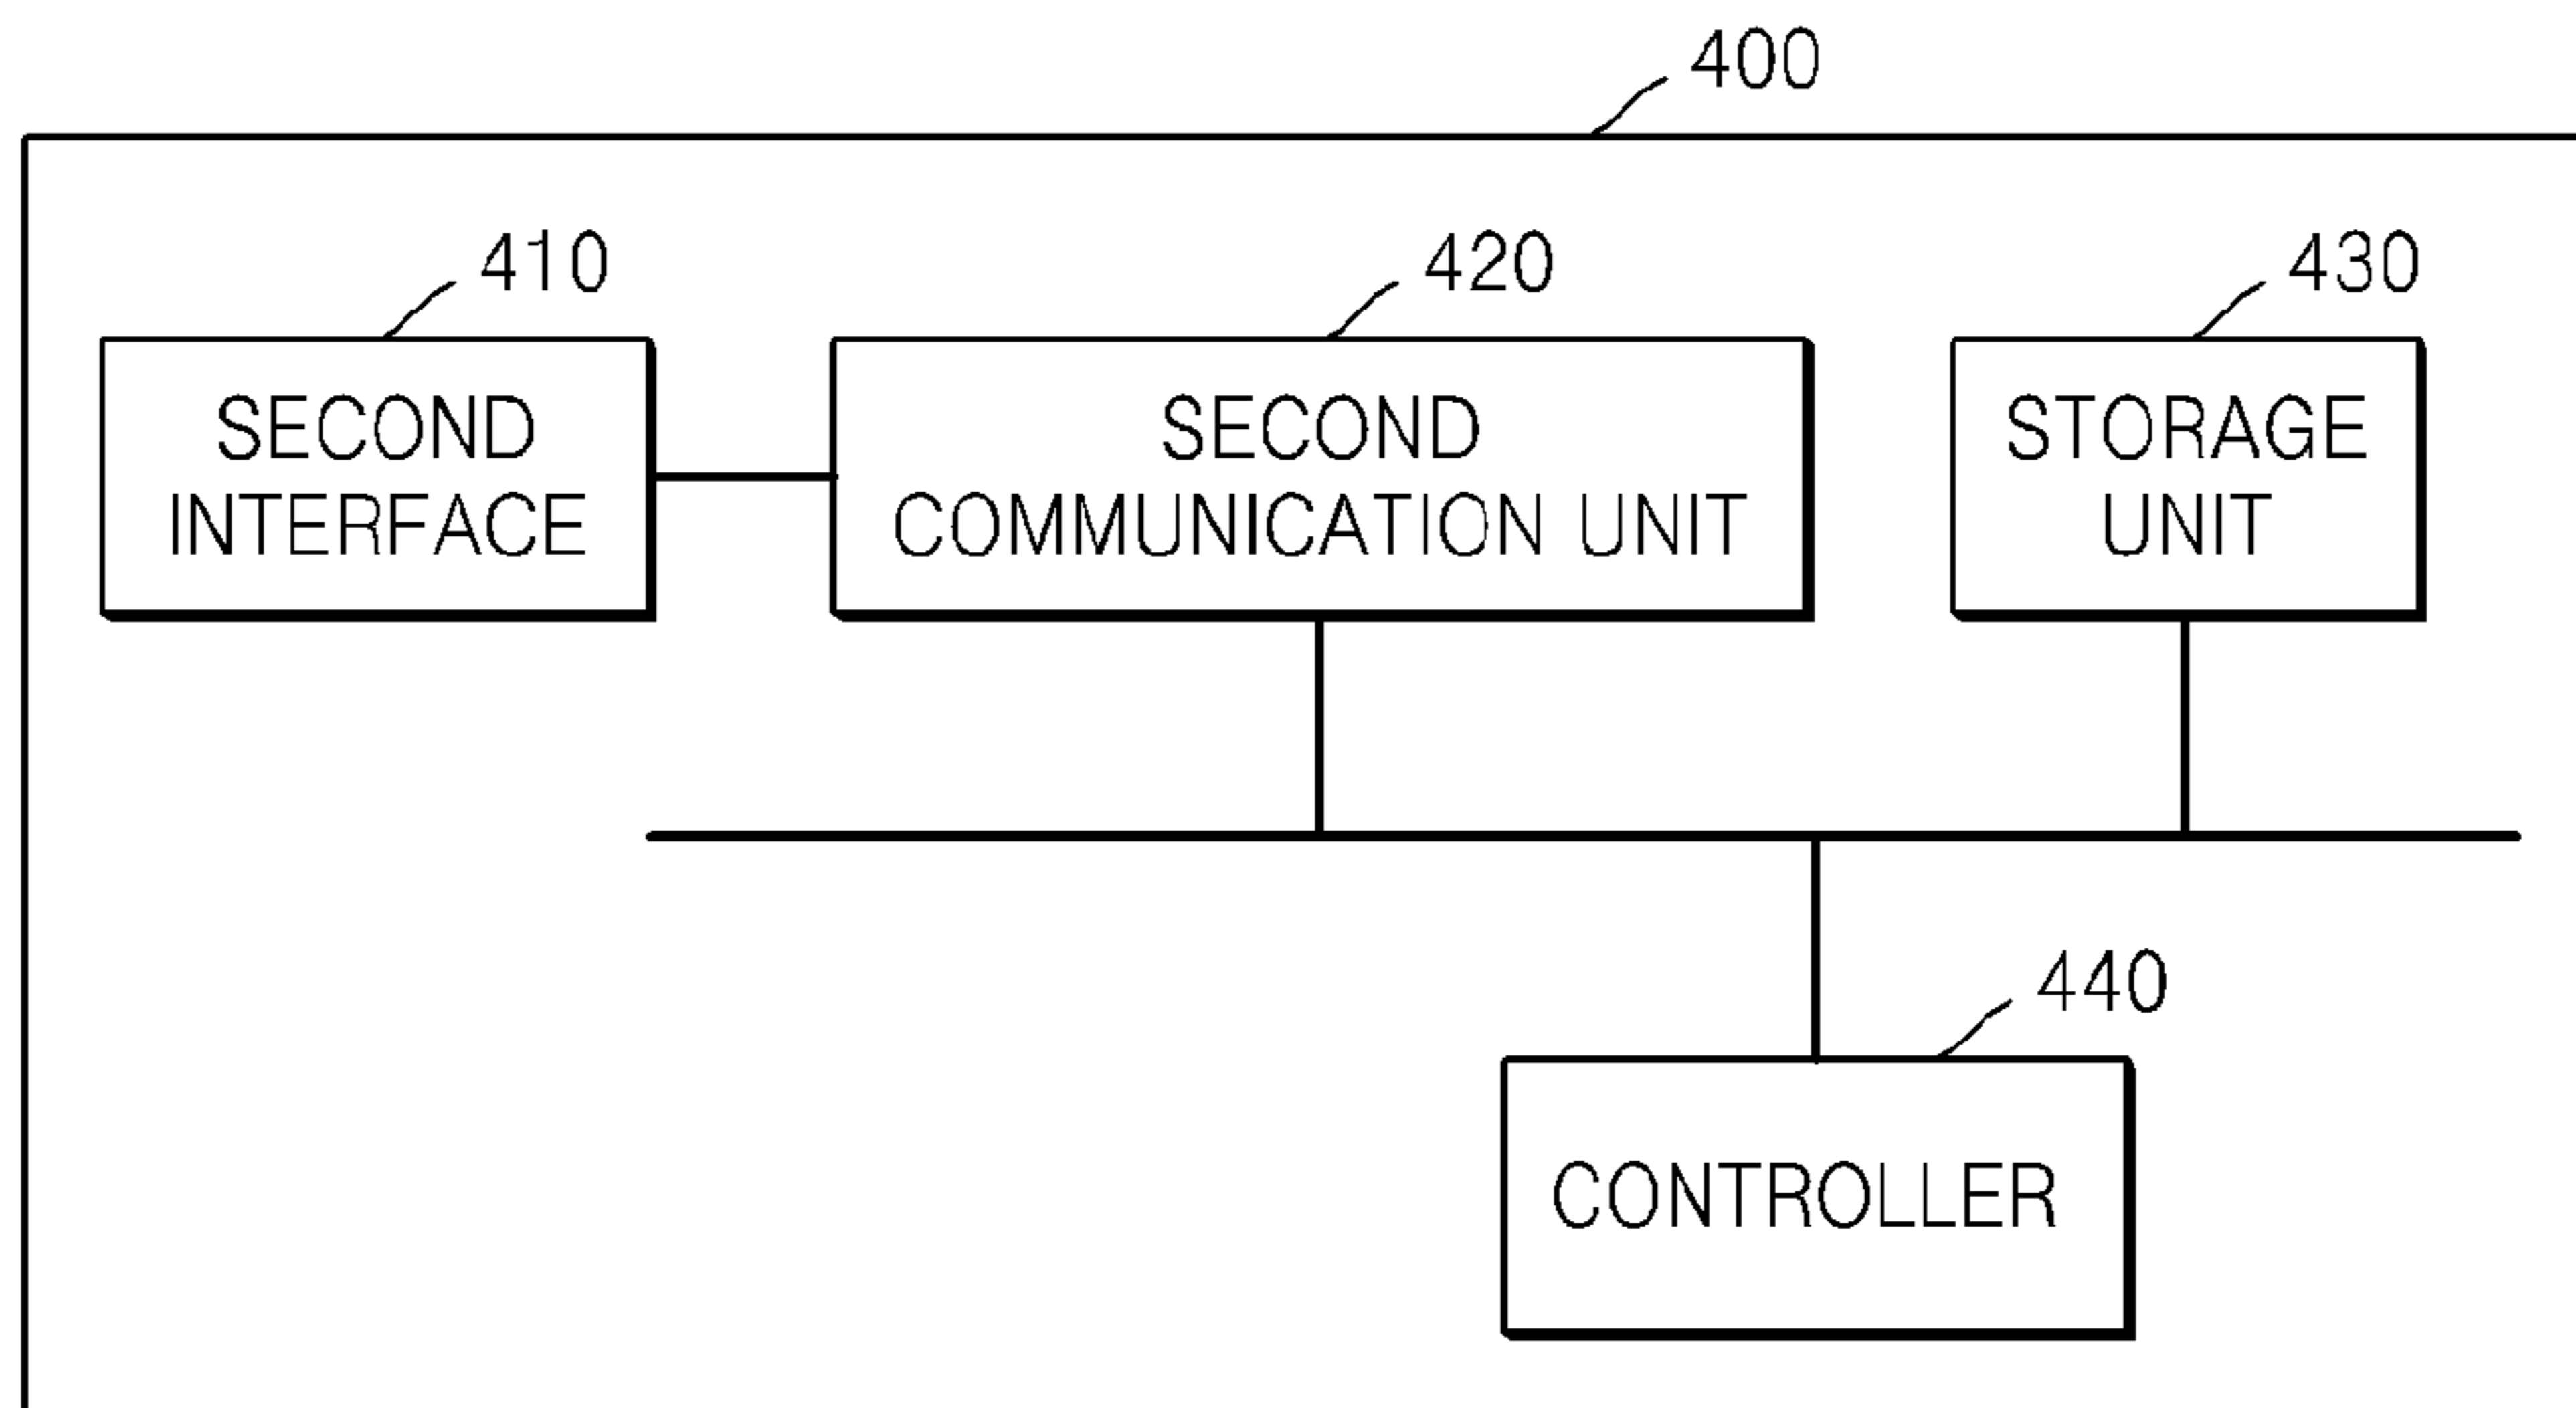 400
410
420
430
SECOND
INTERFACE
SECOND
COMMUNICATION UNIT
STORAGE
UNIT
440
CONTROLLER